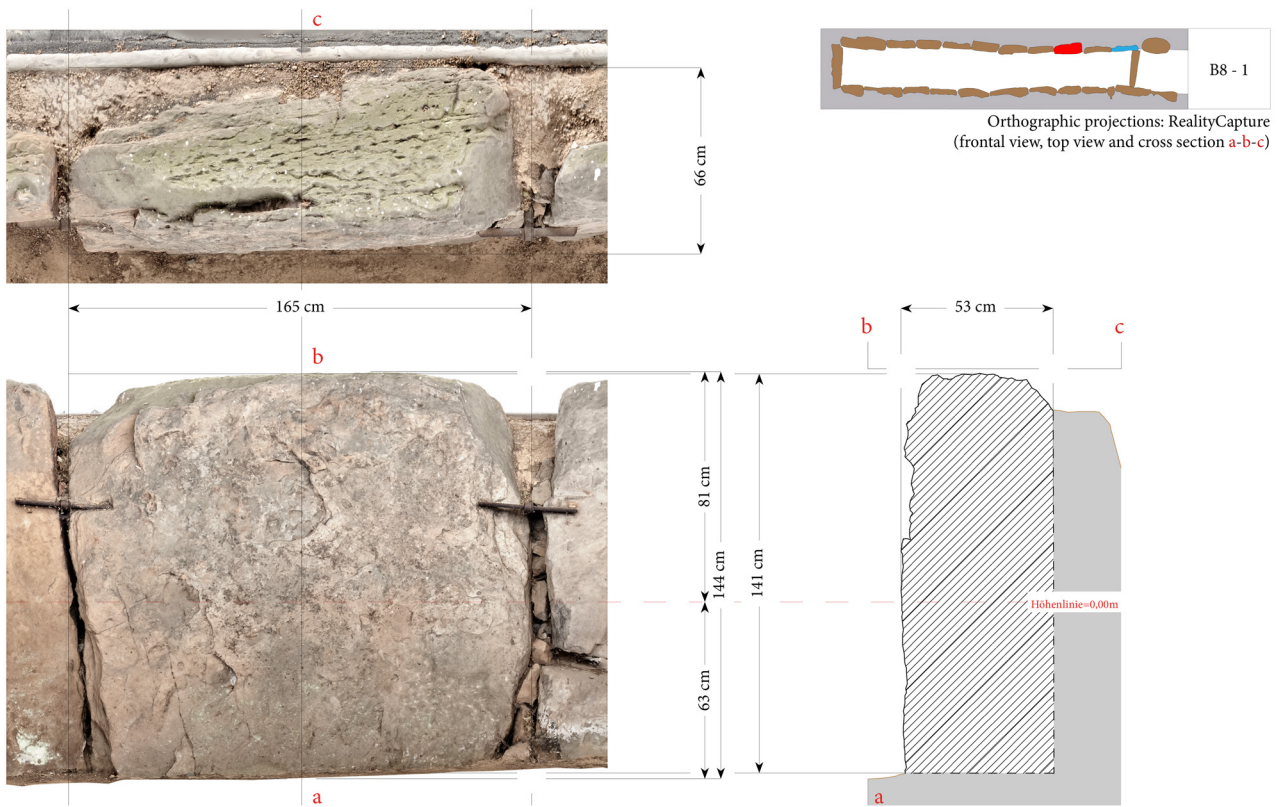 c
B8 - 1
Orthographic projections: RealityCapture
(frontal view, top view and cross section a-b-c)
66 cm
165 cm
53 cm
b
b
c
81 cm
144 cm
141 cm
Höhenlinie=0,00m
63 cm
a
a